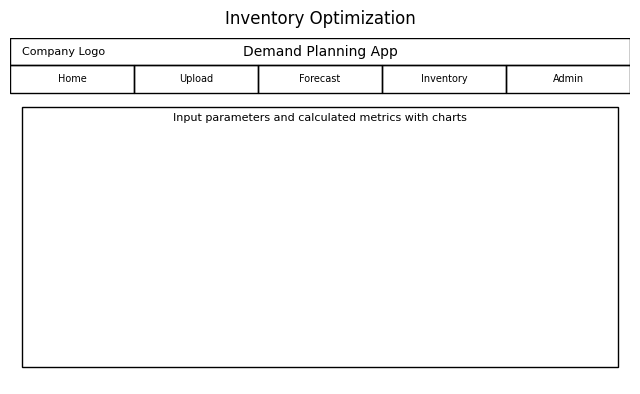 Inventory Optimization
Company Logo
Demand Planning App
Home
Upload
Forecast
Inventory
Admin
Input parameters and calculated metrics with charts